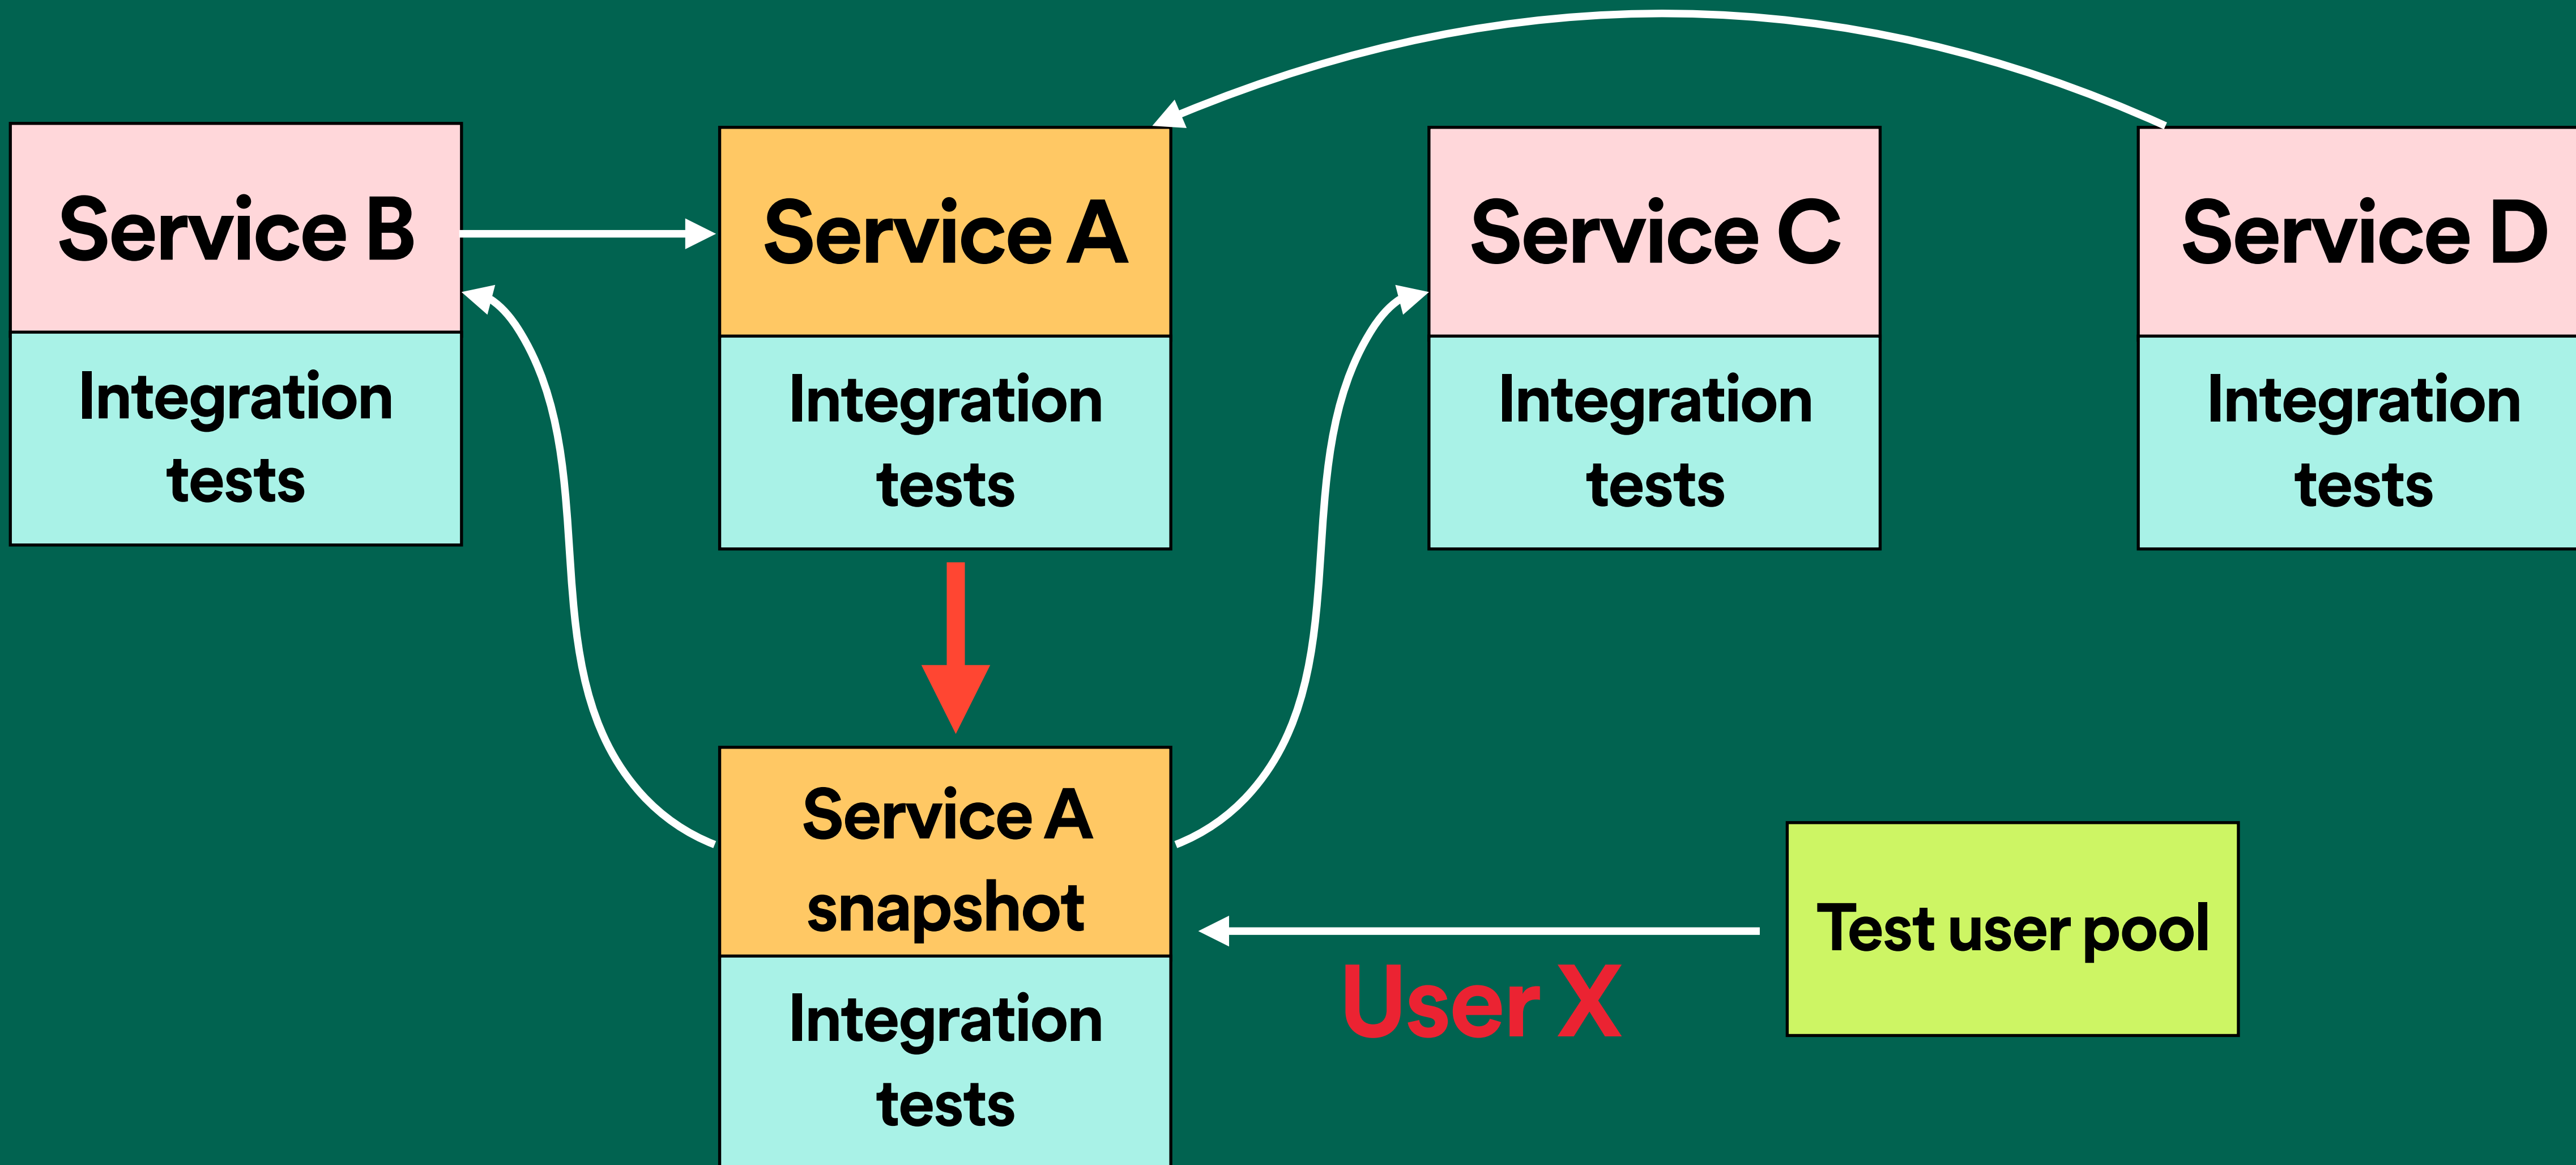 Service B
Service A
Service C
Service D
Integration
tests
Integration
tests
Integration
tests
Integration
tests
Service A
snapshot
Integration
tests
User X
Test user pool